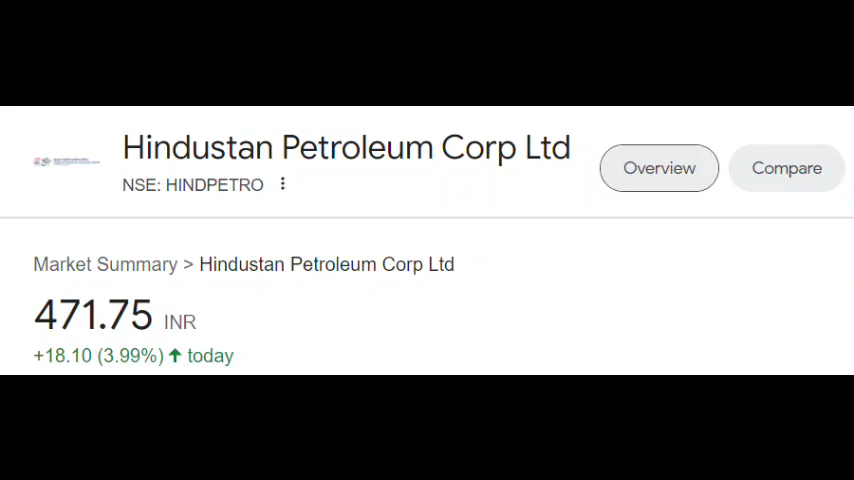 Hindustan Petroleum Corp Ltd
NSE: HINDPETRO
Overview
Compare
Market Summary > Hindustan Petroleum Corp Ltd
471.75 INR
+18.10 (3.99%) ↑ today